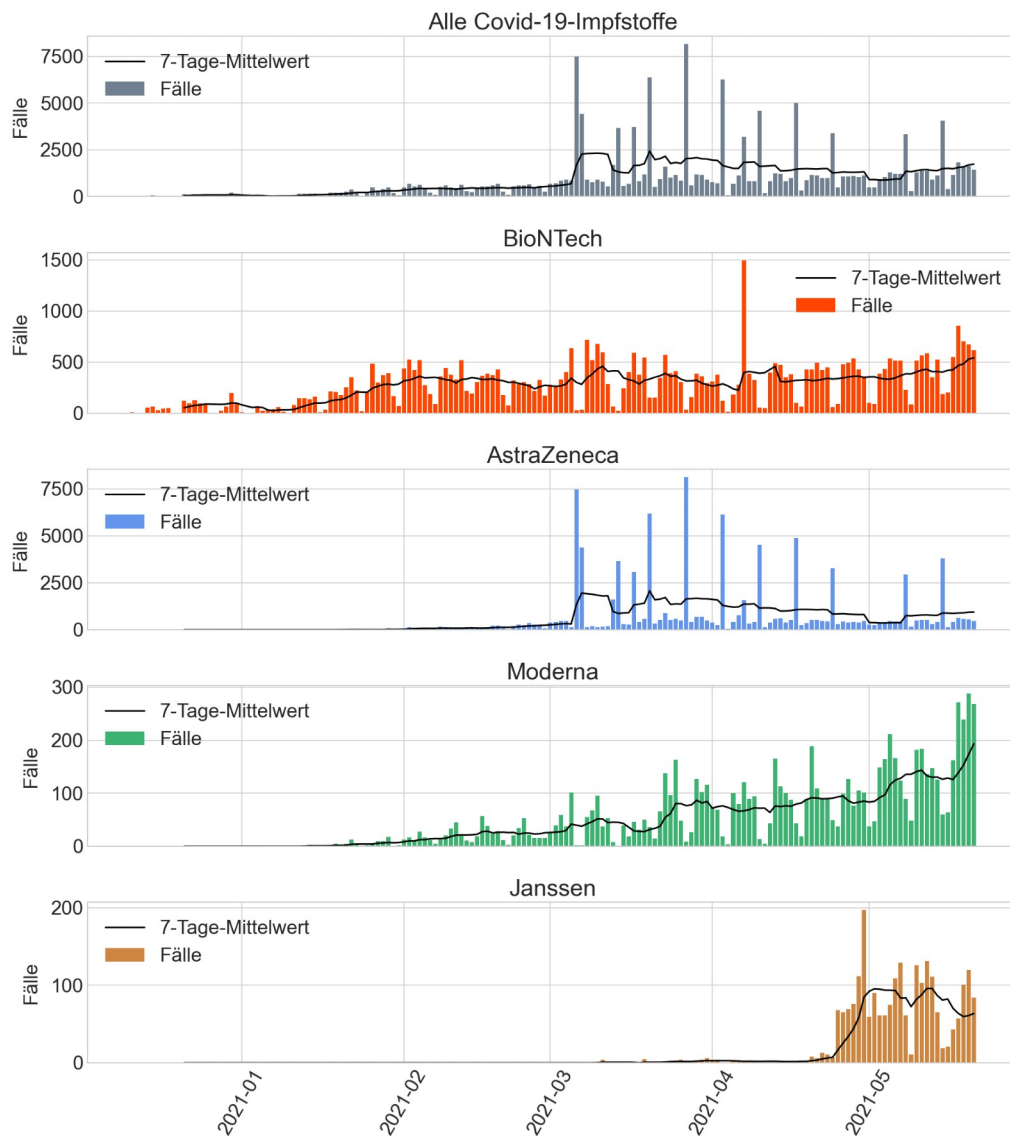 Alle Covid-19-Impfstoffe
7500
5000
2500
0
Fälle
7-Tage-Mittelwert
Fälle
BioNTech
1500
1000
500
0
Fälle
7-Tage-Mittelwert
Fälle
AstraZeneca
7500
5000
2500
0
Fälle
7-Tage-Mittelwert
Fälle
Moderna
300
200
100
0
Fälle
7-Tage-Mittelwert
Fälle
Janssen
200
100
0
Fälle
7-Tage-Mittelwert
Fälle
2021-01
2021-02
2021-03
2021-04
2021-05